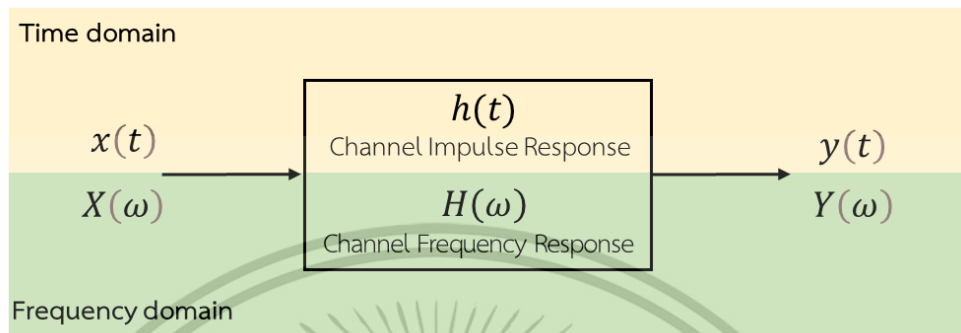 Time domain
h(t)
Channel Impulse Response
x(t)
y(t)
X(ω)
H(ω)
Y(ω)
Channel Frequency Response
Frequency domain